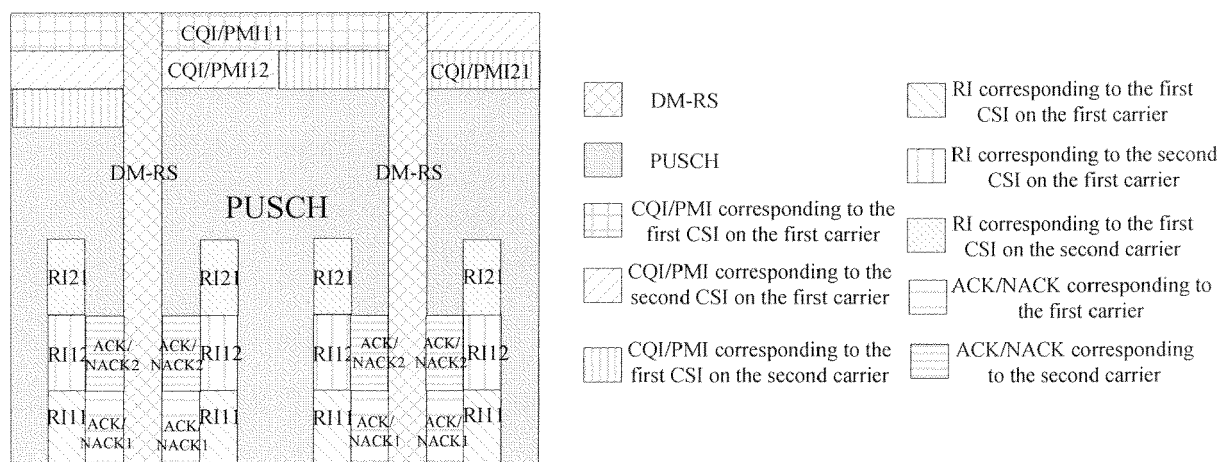 CQI/PMI11
CQI/PMI12
CQI/PMI21
DM-RS
DM-RS
PUSCH
RI21
RI21
RI21
RI21
RI12
ACK/
NACK2
ACK/
NACK2
RI12
RI12
ACK/
NACK2
ACK/
NACK2
RI12
RI11
ACK/
NACK1
ACK/
NACK1
RI11
RI11
ACK/
NACK1
ACK/
NACK1
RI11
DM-RS
PUSCH
CQI/PMI corresponding to the
first CSI on the first carrier
CQI/PMI corresponding to the
second CSI on the first carrier
CQI/PMI corresponding to the
first CSI on the second carrier
RI corresponding to the first
CSI on the first carrier
RI corresponding to the second
CSI on the first carrier
RI corresponding to the first
CSI on the second carrier
ACK/NACK corresponding to
the first carrier
ACK/NACK corresponding
to the second carrier